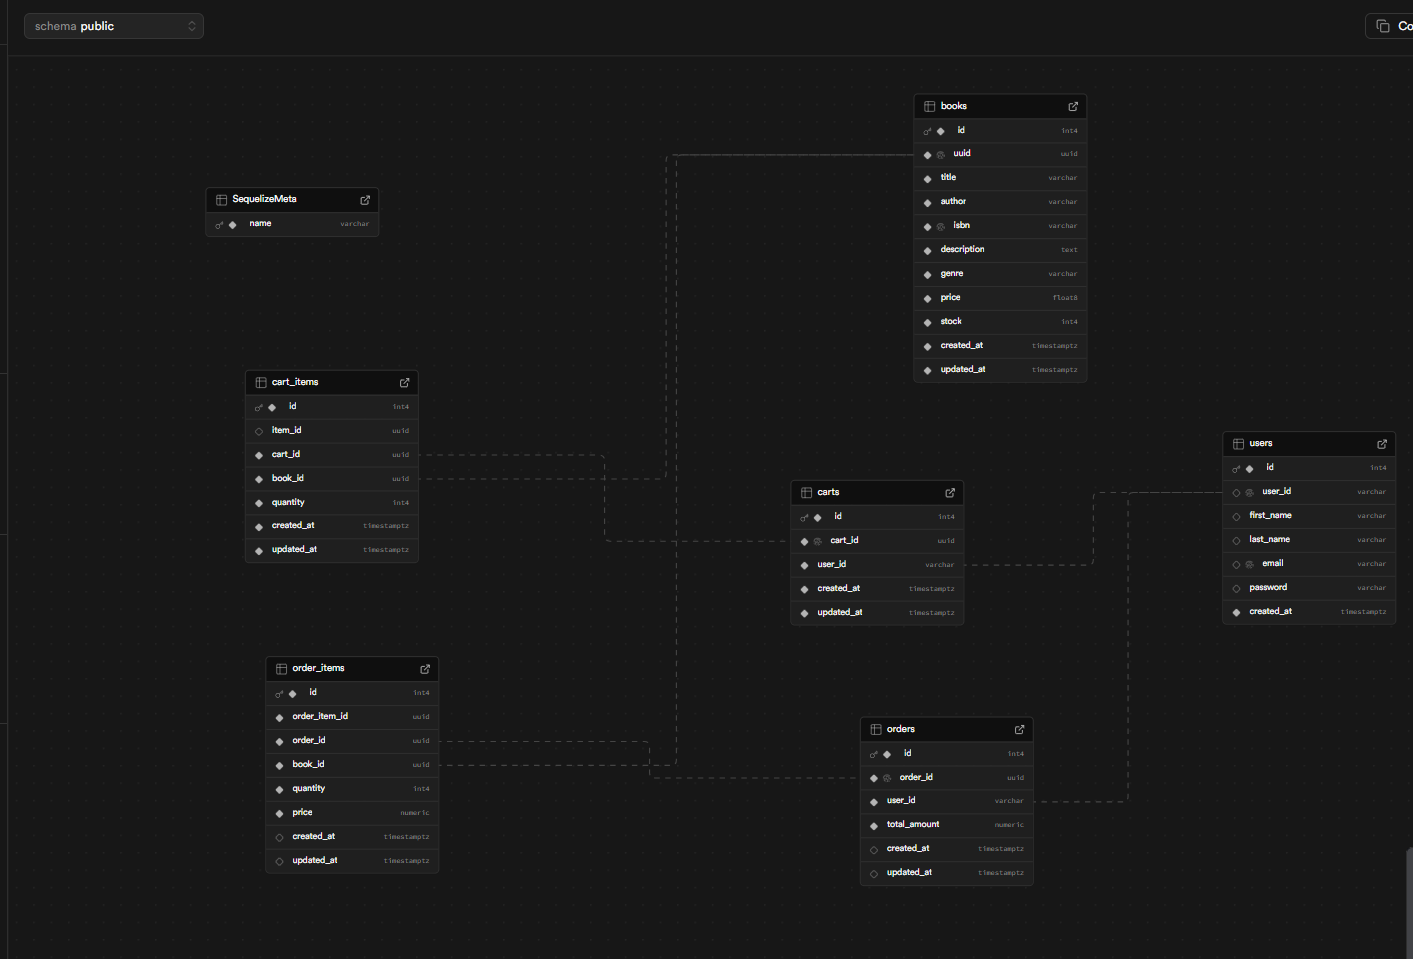 schema public
Co
books
id int4
uuid uuid
title varchar
author varchar
isbn varchar
description text
genre varchar
price float8
stock int4
created_at timestamptz
updated_at timestamptz
SequelizeMeta
name varchar
cart_items
id int4
item_id uuid
cart_id uuid
book_id uuid
quantity int4
created_at timestamptz
updated_at timestamptz
users
id int4
user_id varchar
first_name varchar
last_name varchar
email varchar
password varchar
created_at timestamptz
carts
id int4
cart_id uuid
user_id varchar
created_at timestamptz
updated_at timestamptz
order_items
id int4
order_item_id uuid
order_id uuid
book_id uuid
quantity int4
price numeric
created_at timestamptz
updated_at timestamptz
orders
id int4
order_id uuid
user_id varchar
total_amount numeric
created_at timestamptz
updated_at timestamptz